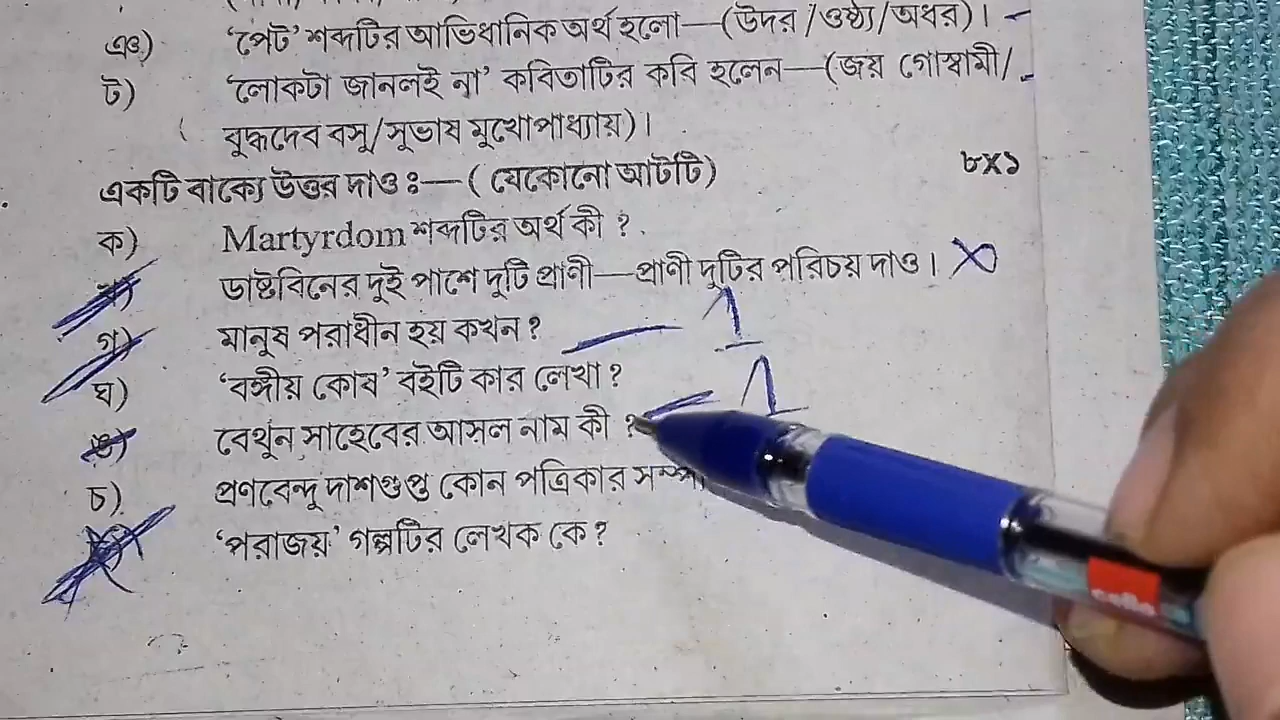 ঞ) 'পেট' শব্দটির আভিধানিক অর্থ হলো—(উদর/ওষ্ঠ্য/অধর)।
ট) 'লোকটা জানলই না' কবিতাটির কবি হলেন—(জয় গোস্বামী/
বুদ্ধদেব বসু/সুভাষ মুখোপাধ্যায়)।
একটি বাক্যে উত্তর দাও ঃ— ( যেকোনো আটটি) ৮X১
ক) Martyrdom শব্দটির অর্থ কী ?
ডাষ্টবিনের দুই পাশে দুটি প্রাণী—প্রাণী দুটির পরিচয় দাও।
গ) মানুষ পরাধীন হয় কখন ? 1
ঘ) 'বঙ্গীয় কোষ' বইটি কার লেখা ? 1
ঙ) বেথুন সাহেবের আসল নাম কী ?
চ) প্রণবেন্দু দাশগুপ্ত কোন পত্রিকার
'পরাজয়' গল্পটির লেখক কে ?